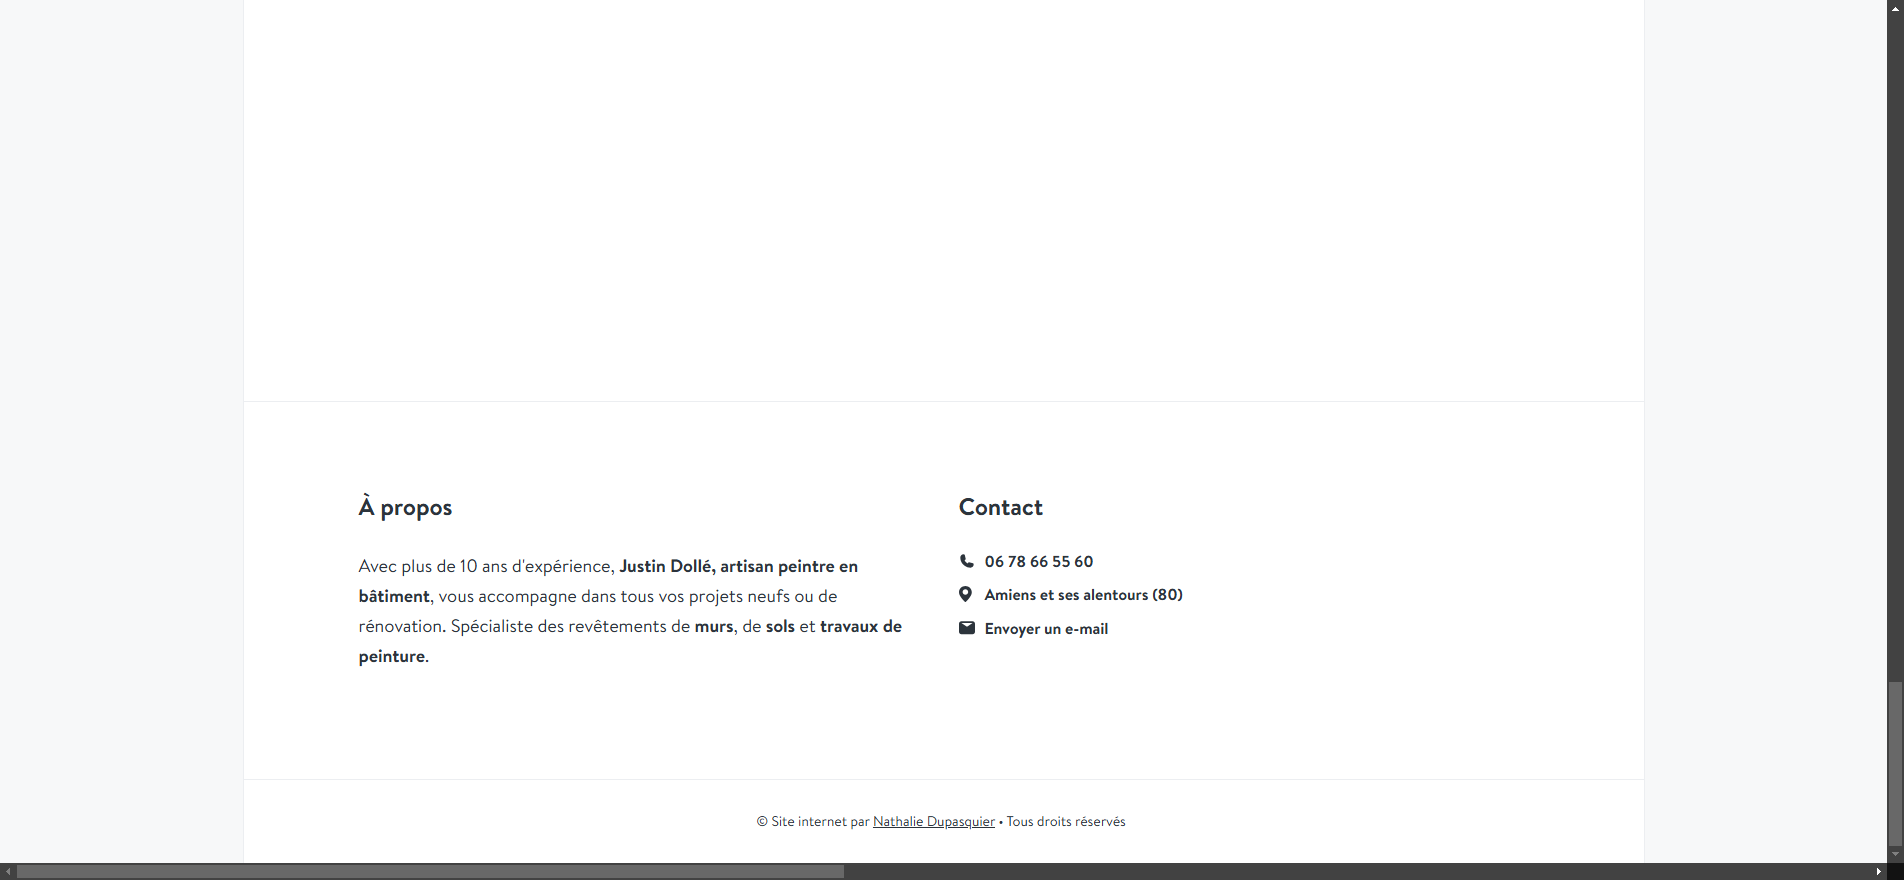 À propos
Avec plus de 10 ans d'expérience, Justin Dollé, artisan peintre en
bâtiment, vous accompagne dans tous vos projets neufs ou de
rénovation. Spécialiste des revêtements de murs, de sols et travaux de
peinture.
Contact
06 78 66 55 60
Amiens et ses alentours (80)
Envoyer un e-mail
© Site internet par Nathalie Dupasquier • Tous droits réservés